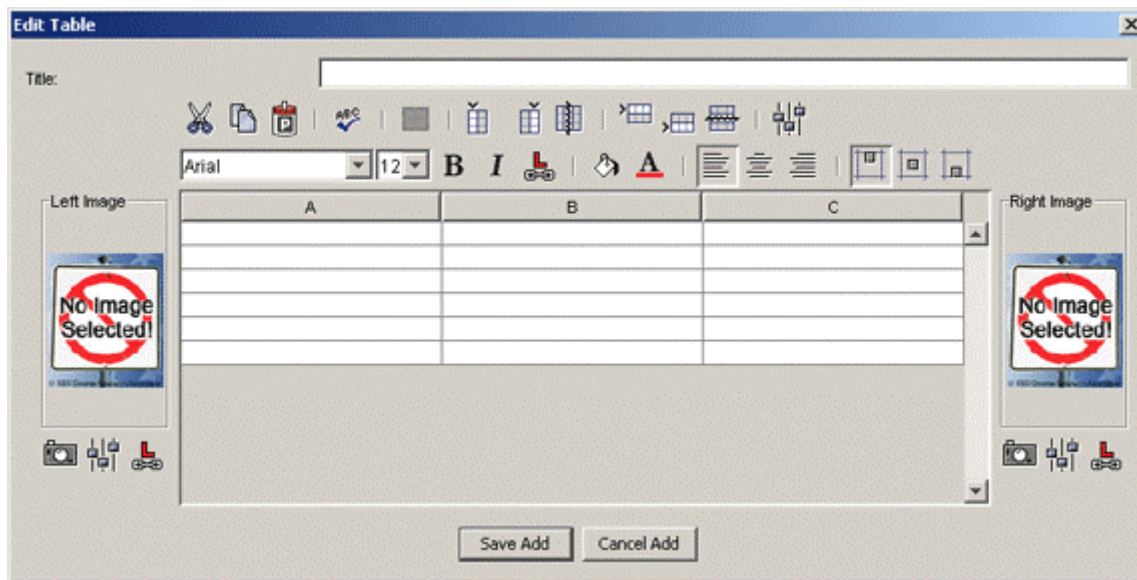 Edit Table
Title:
ABC
Arial 12 B I L A
Left Image A B C Right Image
No Image
Selected!
No Image
Selected!
L
L
Save Add Cancel Add